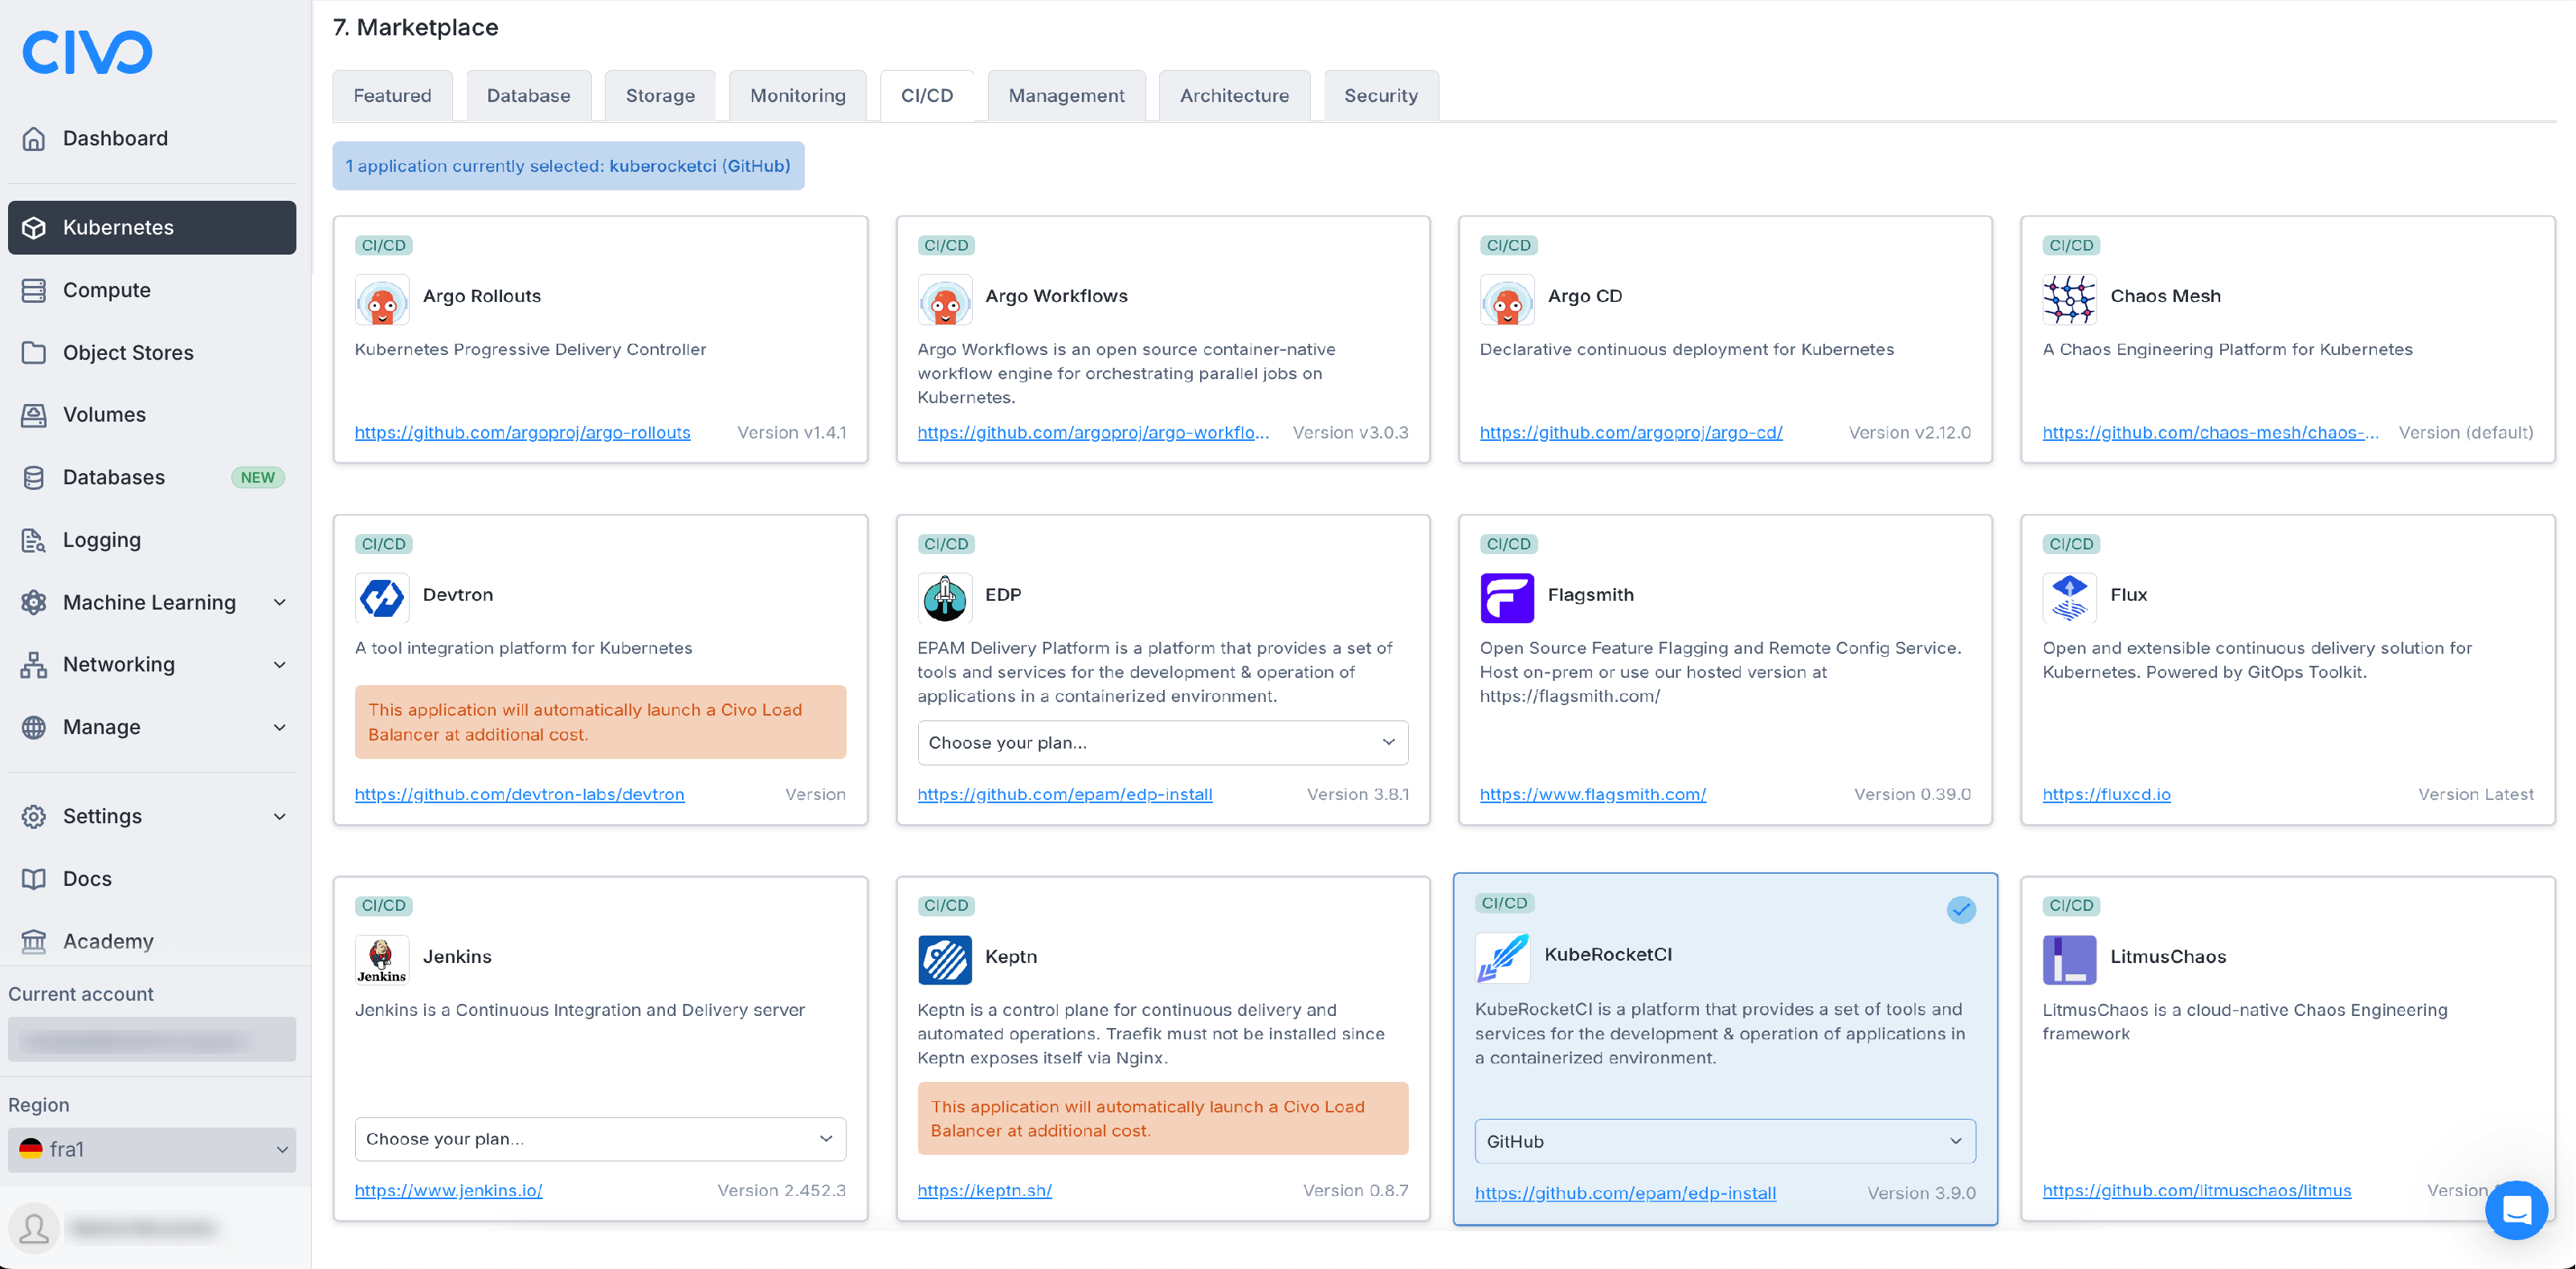 CIVO
Dashboard
Kubernetes
Compute
Object Stores
Volumes
Databases NEW
Logging
Machine Learning
Networking
Manage
Settings
Docs
Academy
Current account
Region
fra1
7. Marketplace
Featured Database Storage Monitoring CI/CD Management Architecture Security
1 application currently selected: kuberocketci (GitHub)
CI/CD
Argo Rollouts
Kubernetes Progressive Delivery Controller
https://github.com/argoproj/argo-rollouts Version v1.4.1
CI/CD
Argo Workflows
Argo Workflows is an open source container-native
workflow engine for orchestrating parallel jobs on
Kubernetes.
https://github.com/argoproj/argo-workflo... Version v3.0.3
CI/CD
Argo CD
Declarative continuous deployment for Kubernetes
https://github.com/argoproj/argo-cd/ Version v2.12.0
CI/CD
Chaos Mesh
A Chaos Engineering Platform for Kubernetes
https://github.com/chaos-mesh/chaos-... Version (default)
CI/CD
Devtron
A tool integration platform for Kubernetes
This application will automatically launch a Civo Load
Balancer at additional cost.
https://github.com/devtron-labs/devtron Version
CI/CD
EDP
EPAM Delivery Platform is a platform that provides a set of
tools and services for the development & operation of
applications in a containerized environment.
Choose your plan...
https://github.com/epam/edp-install Version 3.8.1
CI/CD
Flagsmith
Open Source Feature Flagging and Remote Config Service.
Host on-prem or use our hosted version at
https://flagsmith.com/
https://www.flagsmith.com/ Version 0.39.0
CI/CD
Flux
Open and extensible continuous delivery solution for
Kubernetes. Powered by GitOps Toolkit.
https://fluxcd.io Version Latest
CI/CD
Jenkins
Jenkins
Jenkins is a Continuous Integration and Delivery server
Choose your plan...
https://www.jenkins.io/ Version 2.452.3
CI/CD
Keptn
Keptn is a control plane for continuous delivery and
automated operations. Traefik must not be installed since
Keptn exposes itself via Nginx.
This application will automatically launch a Civo Load
Balancer at additional cost.
https://keptn.sh/ Version 0.8.7
CI/CD
KubeRocketCI
KubeRocketCI is a platform that provides a set of tools and
services for the development & operation of applications in
a containerized environment.
GitHub
https://github.com/epam/edp-install Version 3.9.0
CI/CD
LitmusChaos
LitmusChaos is a cloud-native Chaos Engineering
framework
https://github.com/litmuschaos/litmus Version